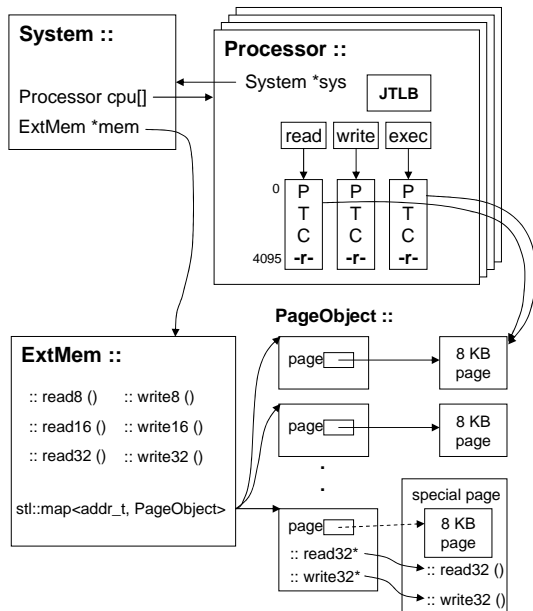 System ::
Processor cpu[]
ExtMem *mem
Processor ::
System *sys
JTLB
read write exec
0
P P P
T T T
C C C
-r- -r- -r-
4095
ExtMem ::
:: read8 () :: write8 ()
:: read16 () :: write16 ()
:: read32 () :: write32 ()
stl::map<addr_t, PageObject>
PageObject ::
page
8 KB
page
page
8 KB
page
.
.
page
:: read32*
:: write32*
special page
8 KB
page
:: read32 ()
:: write32 ()